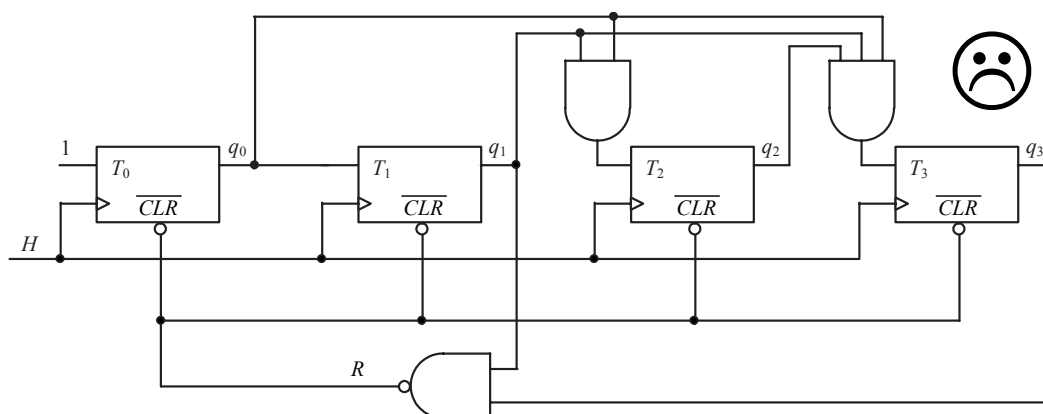 1
T₀
q₀
CLR
T₁
q₁
CLR
T₂
q₂
CLR
T₃
q₃
CLR
H
R